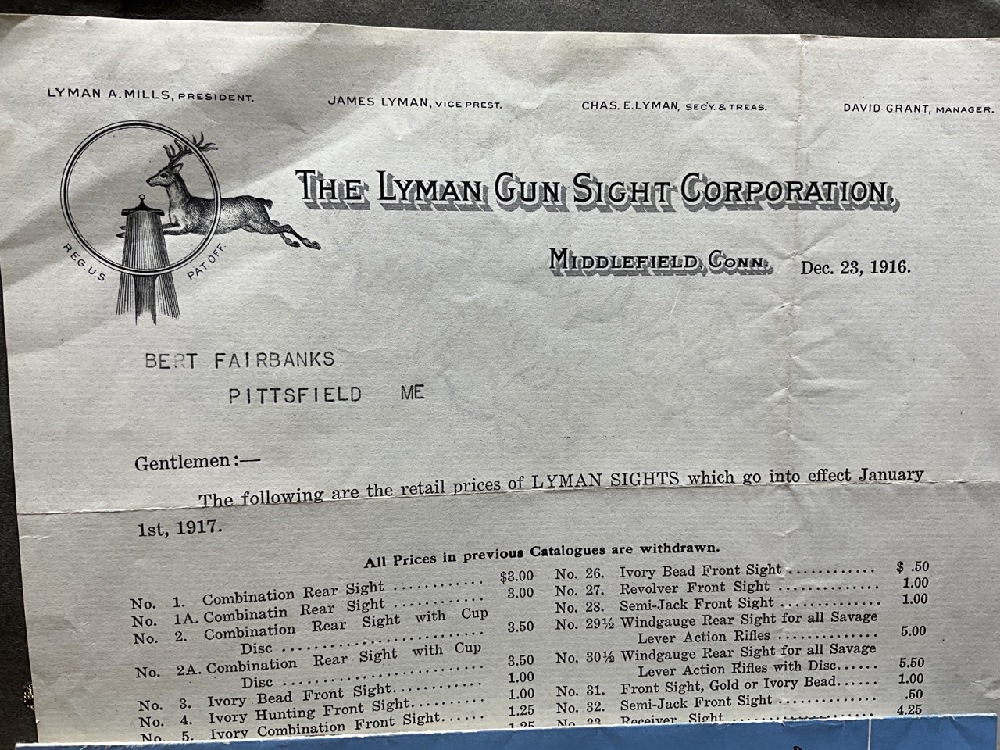 LYMAN A. MILLS, PRESIDENT.
JAMES LYMAN, VICE PREST.
CHAS. E. LYMAN, SEC'Y. & TREAS.
DAVID GRANT, MANAGER.
REG. U.S. PAT. OFF.
THE LYMAN GUN SIGHT CORPORATION,
MIDDLEFIELD, CONN. Dec. 23, 1916.
BERT FAIRBANKS
PITTSFIELD ME
Gentlemen:—
The following are the retail prices of LYMAN SIGHTS which go into effect January
1st, 1917.
All Prices in previous Catalogues are withdrawn.
No. 1. Combination Rear Sight ............ $3.00
No. 1A. Combinatin Rear Sight ............ 3.00
No. 2. Combination Rear Sight with Cup
Disc ........................ 3.50
No. 2A. Combination Rear Sight with Cup
Disc ........................ 3.50
No. 3. Ivory Bead Front Sight............ 1.00
No. 4. Ivory Hunting Front Sight......... 1.00
No. 5. Ivory Combination Front Sight...... 1.25
1.25
No. 26. Ivory Bead Front Sight ............ $ .50
No. 27. Revolver Front Sight .............. 1.00
No. 28. Semi-Jack Front Sight ............. 1.00
No. 29½ Windgauge Rear Sight for all Savage
Lever Action Rifles .............. 5.00
No. 30½ Windgauge Rear Sight for all Savage
Lever Action Rifles with Disc...... 5.50
No. 31. Front Sight, Gold or Ivory Bead...... 1.00
No. 32. Semi-Jack Front Sight .............. .50
No. 33 Receiver Sight ............ 4.25